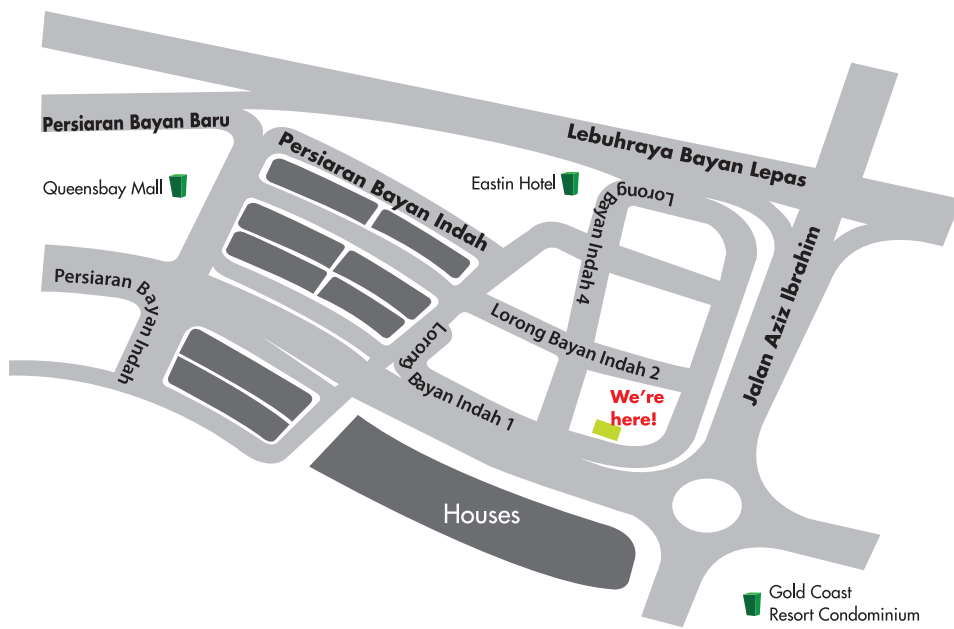 Persiaran Bayan Baru
Lebuhraya Bayan Lepas
Persiaran Bayan Indah
Queensbay Mall
Eastin Hotel
Lorong
Bayan Indah 4
Persiaran Bayan
Indah
Jalan Aziz Ibrahim
Lorong Bayan Indah 2
Lorong
Bayan Indah 1
We're
here!
Houses
Gold Coast
Resort Condominium